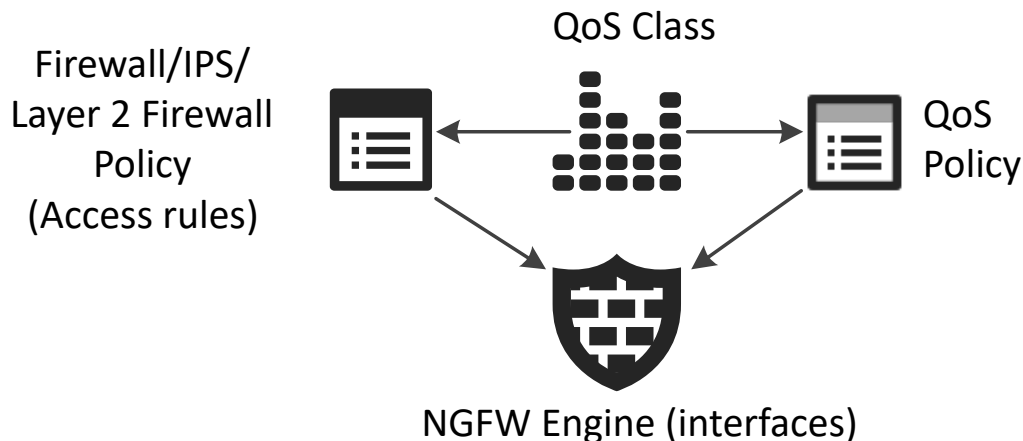 QoS Class
Firewall/IPS/
Layer 2 Firewall
Policy
(Access rules)
QoS
Policy
NGFW Engine (interfaces)